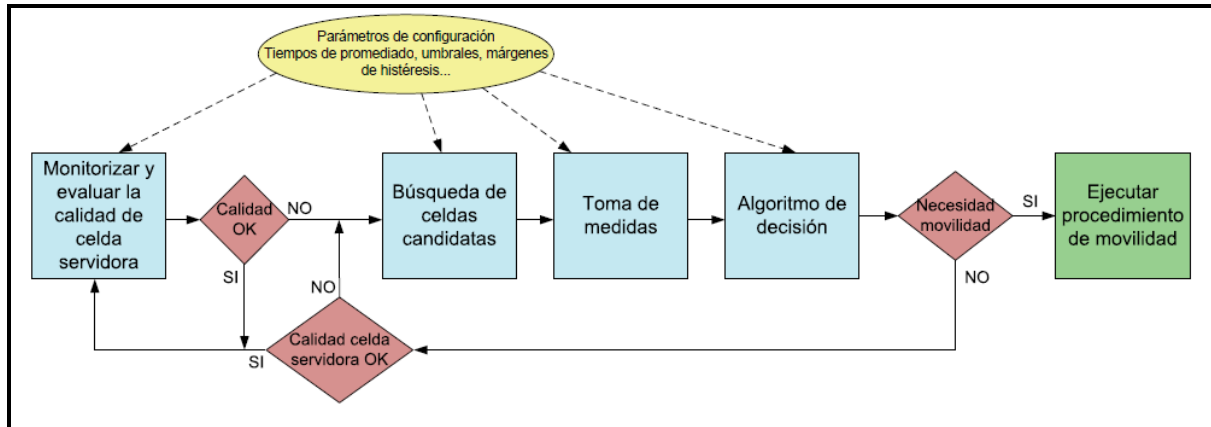 Parámetros de configuración
Tiempos de promediado, umbrales, márgenes
de histéresis...
Monitorizar y
evaluar la
calidad de
celda
servidora
Calidad
OK
NO
SI
Búsqueda de
celdas
candidatas
Toma de
medidas
Algoritmo de
decisión
Necesidad
movilidad
SI
NO
Ejecutar
procedimiento
de movilidad
NO
Calidad celda
servidora OK
SI